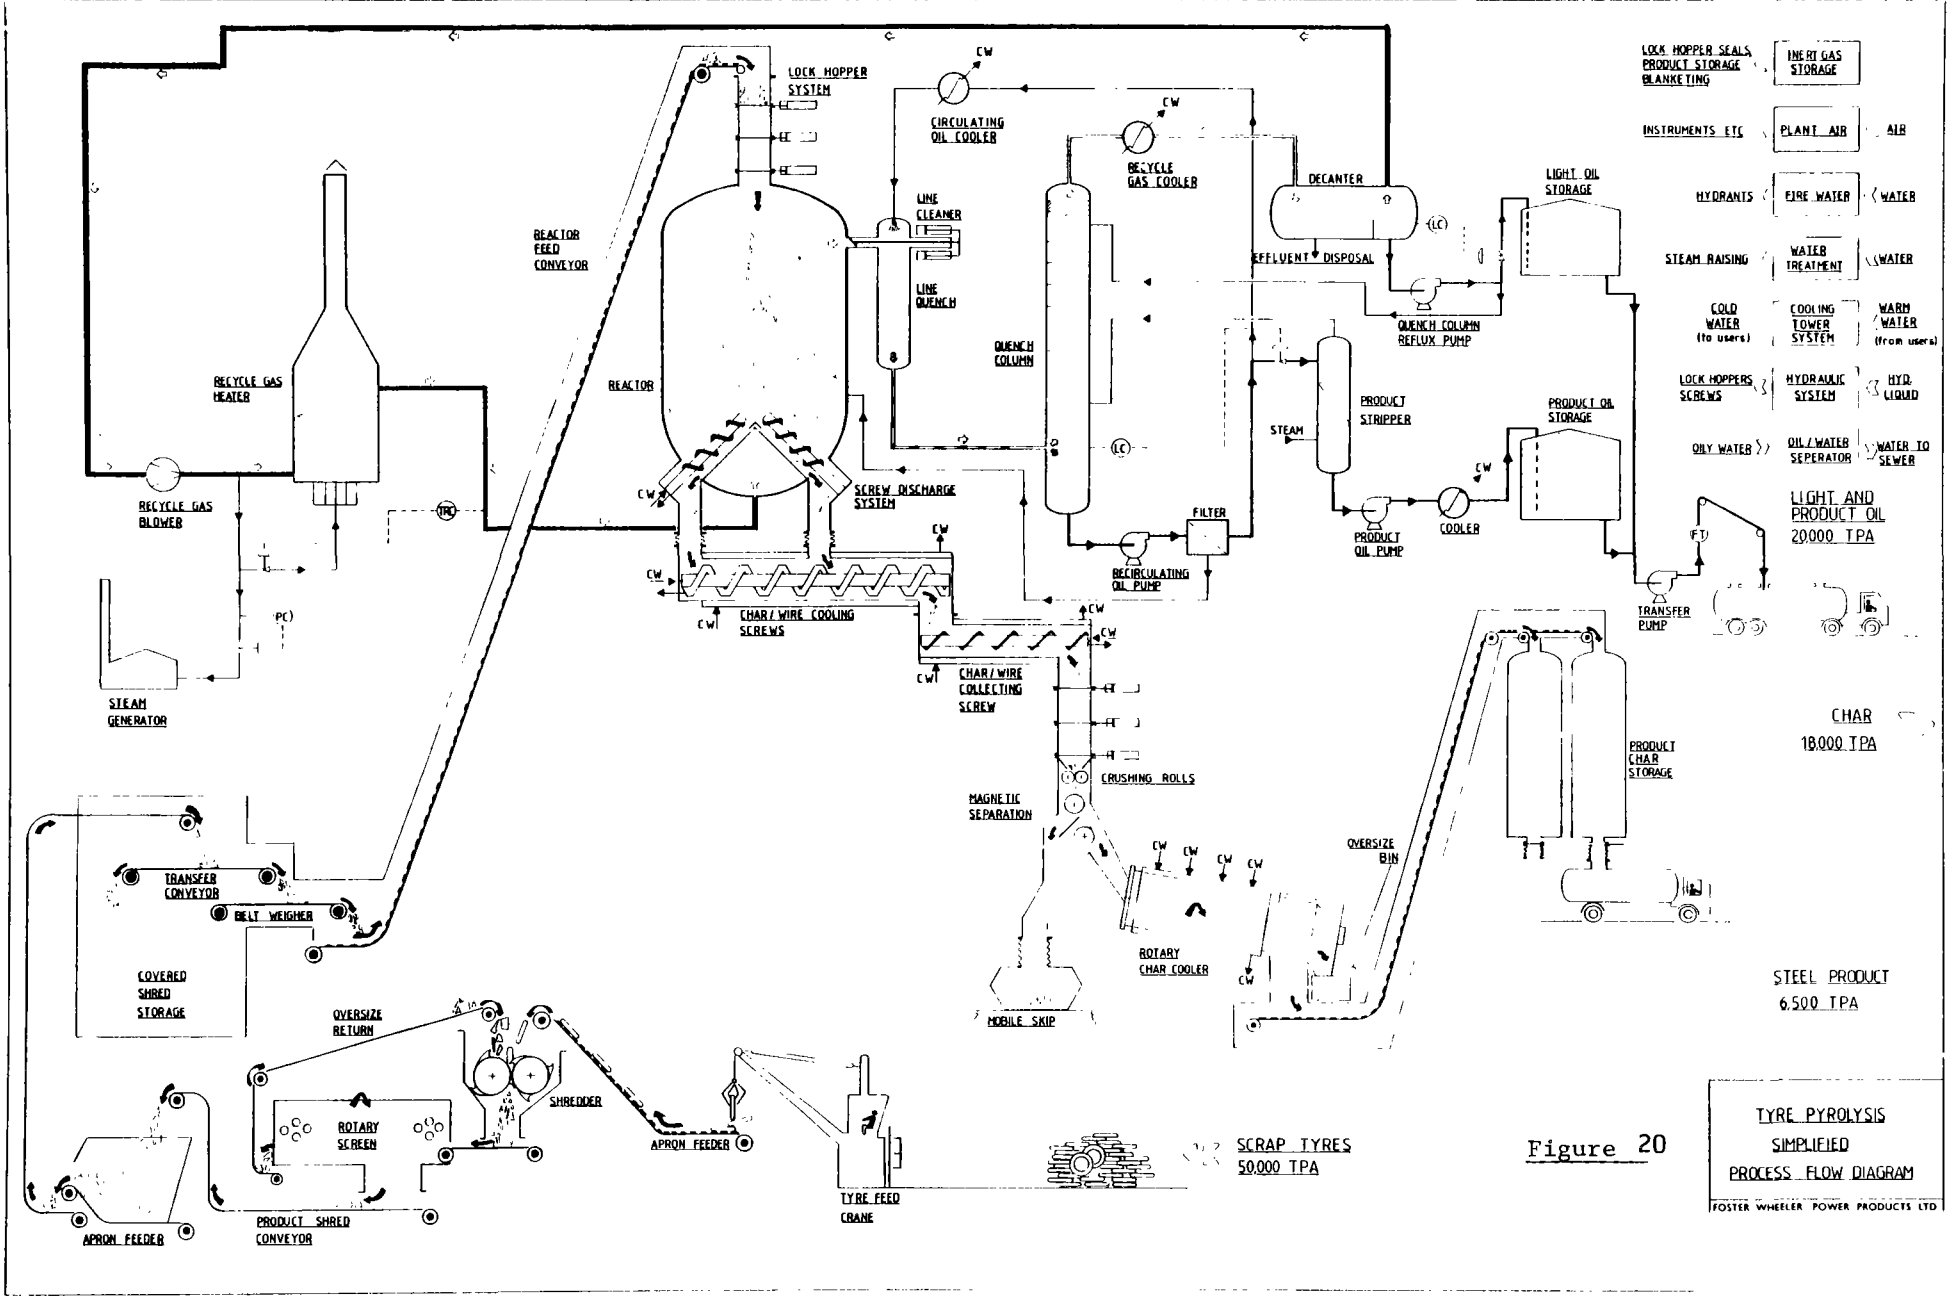 CW
LOCK HOPPER
SYSTEM
CIRCULATING
OIL COOLER
CW
RECYCLE
GAS COOLER
DECANTER
LIGHT OIL
STORAGE
LOCK HOPPER SEALS,
PRODUCT STORAGE
BLANKETING
INERT GAS
STORAGE
INSTRUMENTS ETC
PLANT AIR
AIR
HYDRANTS
FIRE WATER
WATER
STEAM RAISING
WATER
TREATMENT
WATER
COLD
WATER
(to users)
COOLING
TOWER
SYSTEM
WARM
WATER
(from users)
LOCK HOPPERS
SCREWS
HYDRAULIC
SYSTEM
HYD.
LIQUID
OILY WATER
OIL/WATER
SEPERATOR
WATER TO
SEWER
LINE
CLEANER
LINE
QUENCH
REACTOR
FEED
CONVEYOR
REACTOR
RECYCLE GAS
HEATER
RECYCLE GAS
BLOWER
TRC
PC
STEAM
GENERATOR
QUENCH
COLUMN
LC
EFFLUENT DISPOSAL
LC
QUENCH COLUMN
REFLUX PUMP
PRODUCT
STRIPPER
STEAM
PRODUCT OIL
STORAGE
CW
COOLER
PRODUCT
OIL PUMP
FILTER
RECIRCULATING
OIL PUMP
CW
SCREW DISCHARGE
SYSTEM
CW
CW
CW
CHAR/WIRE COOLING
SCREWS
CW
CW
CW
CHAR/WIRE
COLLECTING
SCREW
LIGHT AND
PRODUCT OIL
20,000 TPA
FT
TRANSFER
PUMP
CHAR
18,000 TPA
PRODUCT
CHAR
STORAGE
CRUSHING ROLLS
MAGNETIC
SEPARATION
CW
CW
CW
CW
ROTARY
CHAR COOLER
CW
OVERSIZE
BIN
MOBILE SKIP
STEEL PRODUCT
6,500 TPA
TRANSFER
CONVEYOR
BELT WEIGHER
COVERED
SHRED
STORAGE
OVERSIZE
RETURN
ROTARY
SCREEN
SHREDDER
APRON FEEDER
TYRE FEED
CRANE
PRODUCT SHRED
CONVEYOR
APRON FEEDER
SCRAP TYRES
50,000 TPA
Figure 20
TYRE PYROLYSIS
SIMPLIFIED
PROCESS FLOW DIAGRAM
FOSTER WHEELER POWER PRODUCTS LTD